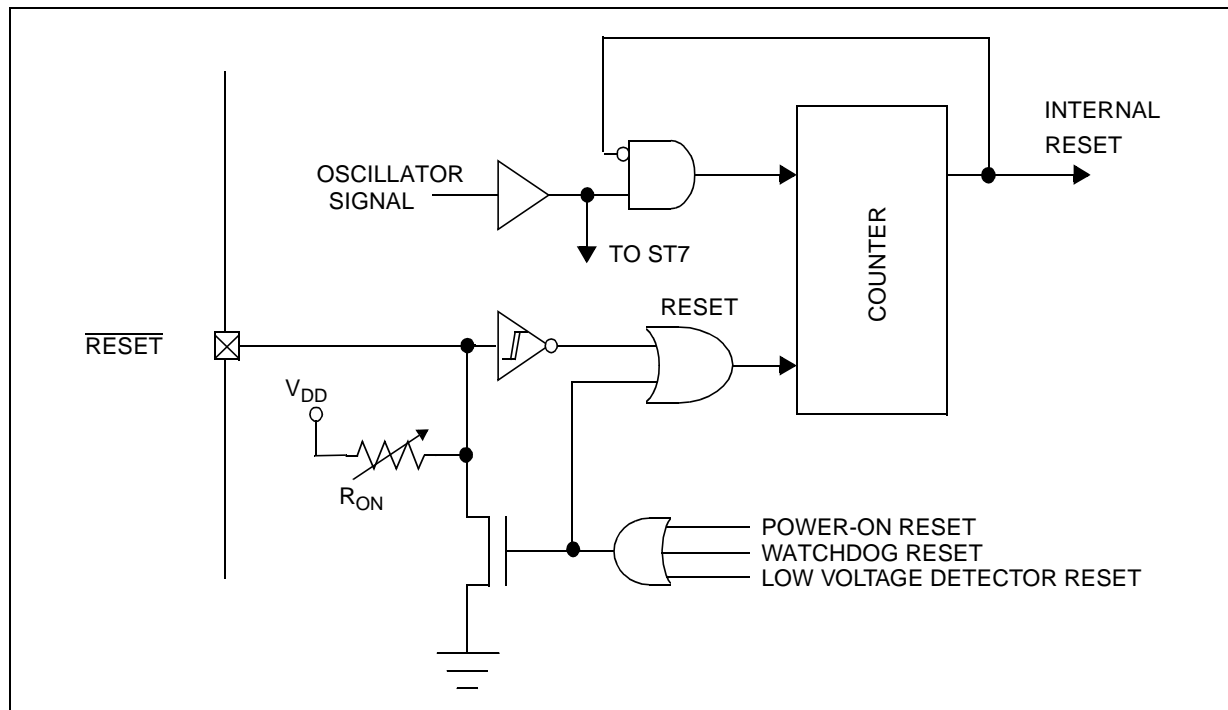 INTERNAL
RESET
OSCILLATOR
SIGNAL
TO ST7
COUNTER
RESET
RESET
VDD
RON
POWER-ON RESET
WATCHDOG RESET
LOW VOLTAGE DETECTOR RESET